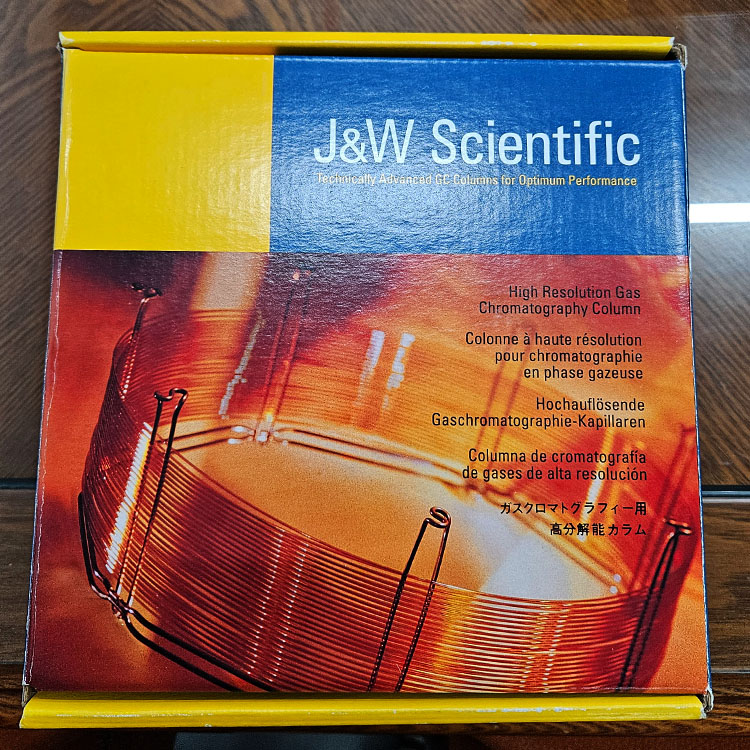 J&W Scientific
Technically Advanced GC Columns for Optimum Performance
High Resolution Gas
Chromatography Column
Colonne à haute résolution
pour chromatographie
en phase gazeuse
Hochauflösende
Gaschromatographie-Kapillaren
Columna de cromatografia
de gases de alta resolución
ガスクロマトグラフィー用
高分解能カラム